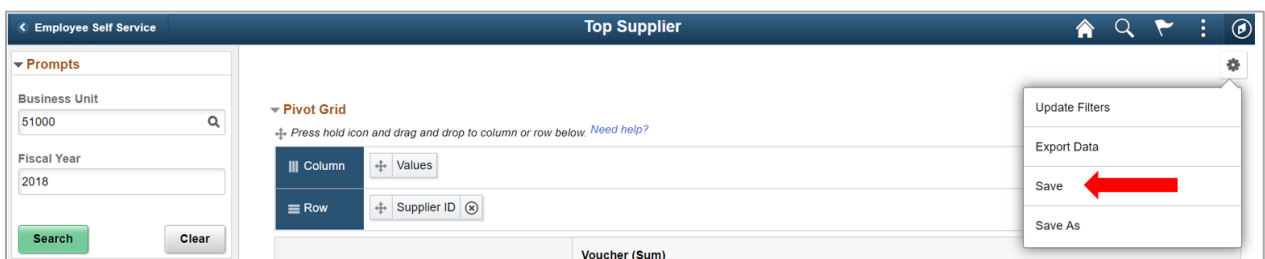 Employee Self Service
Top Supplier
Prompts
Business Unit
51000
Fiscal Year
2018
Search
Clear
Pivot Grid
Press hold icon and drag and drop to column or row below. Need help?
Column
Values
Row
Supplier ID
Voucher (Sum)
Update Filters
Export Data
Save
Save As